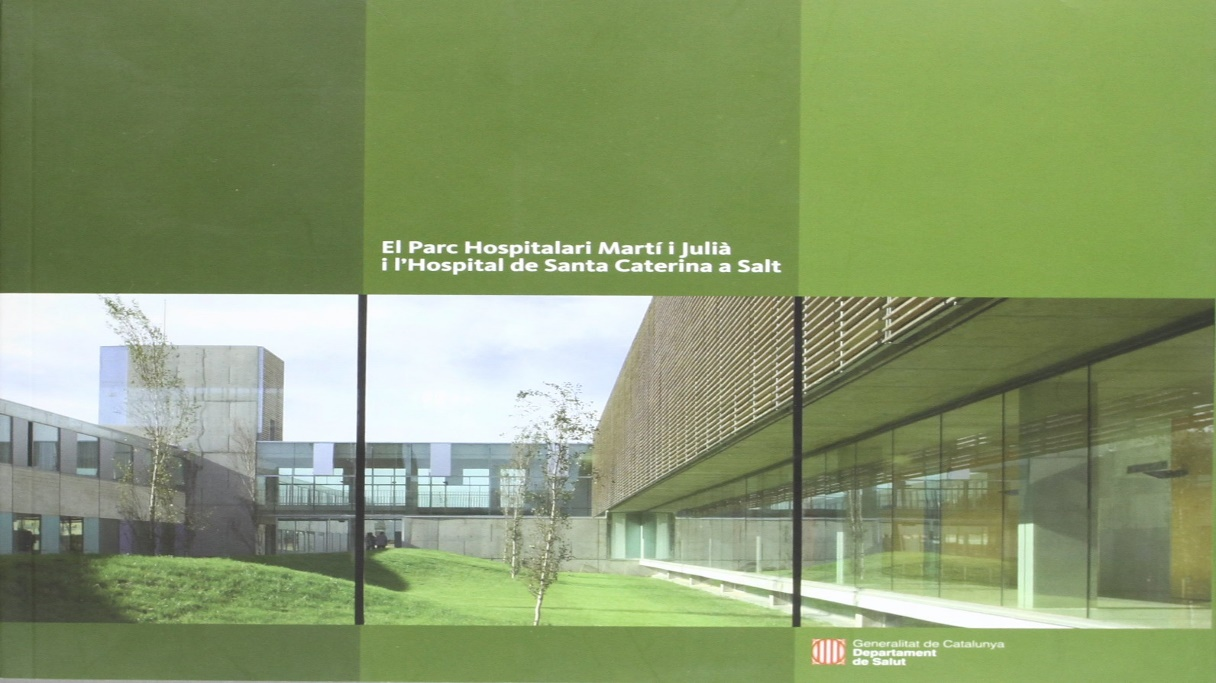 El Parc Hospitalari Martí i Julià
i l'Hospital de Santa Caterina a Salt
Generalitat de Catalunya
Departament
de Salut